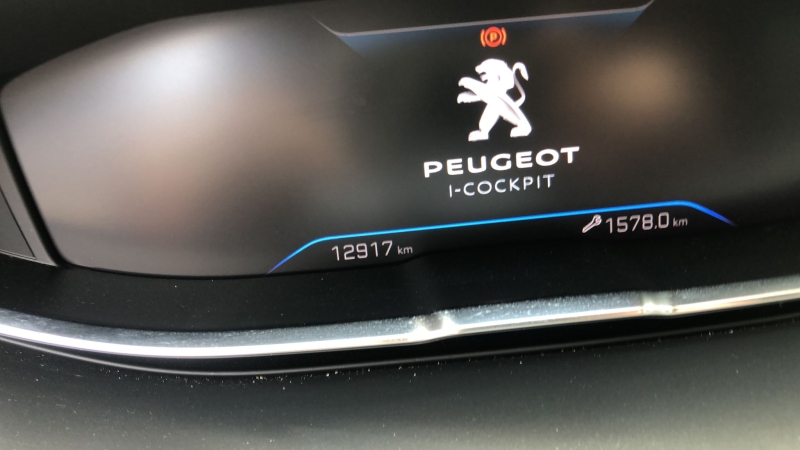 P
PEUGEOT
I-COCKPIT
12917 km
1578.0 km